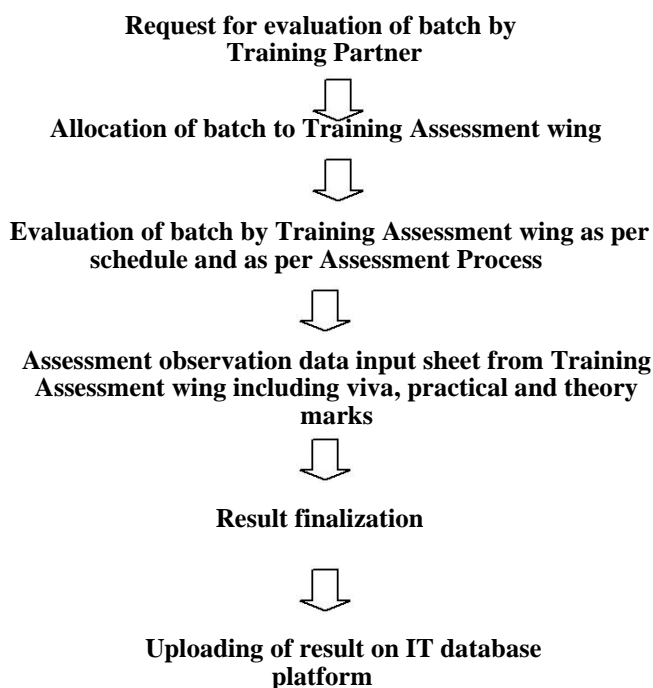 Request for evaluation of batch by
Training Partner
Allocation of batch to Training Assessment wing
Evaluation of batch by Training Assessment wing as per
schedule and as per Assessment Process
Assessment observation data input sheet from Training
Assessment wing including viva, practical and theory
marks
Result finalization
Uploading of result on IT database
platform